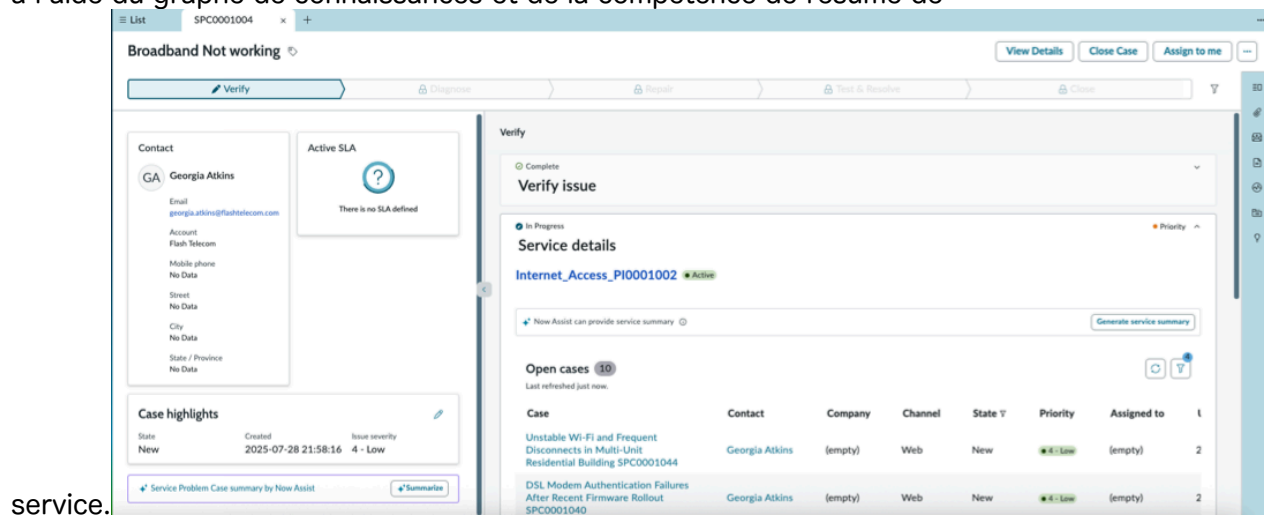 à l'aide du graphe de connaissances et de la compétence de résumé de
List
SPC0001004 × +
Broadband Not working
View Details
Close Case
Assign to me
Verify
Diagnose
Repair
Test & Resolve
Close
Contact
GA
Georgia Atkins
Email
georgia.atkins@flashtelecom.com
Account
Flash Telecom
Mobile phone
No Data
Street
No Data
City
No Data
State / Province
No Data
Active SLA
?
There is no SLA defined
Case highlights
State Created Issue severity
New 2025-07-28 21:58:16 4 - Low
Service Problem Case summary by Now Assist
Summarize
Verify
Complete
Verify issue
In Progress
Priority
Service details
Internet_Access_PI0001002 Active
Now Assist can provide service summary
Generate service summary
Open cases 10
4
Last refreshed just now.
Case Contact Company Channel State Priority Assigned to
Unstable Wi-Fi and Frequent
Disconnects in Multi-Unit
Residential Building SPC0001044
Georgia Atkins (empty) Web New 4 - Low (empty) 2
DSL Modem Authentication Failures
After Recent Firmware Rollout
SPC0001040
Georgia Atkins (empty) Web New 4 - Low (empty) 2
service.